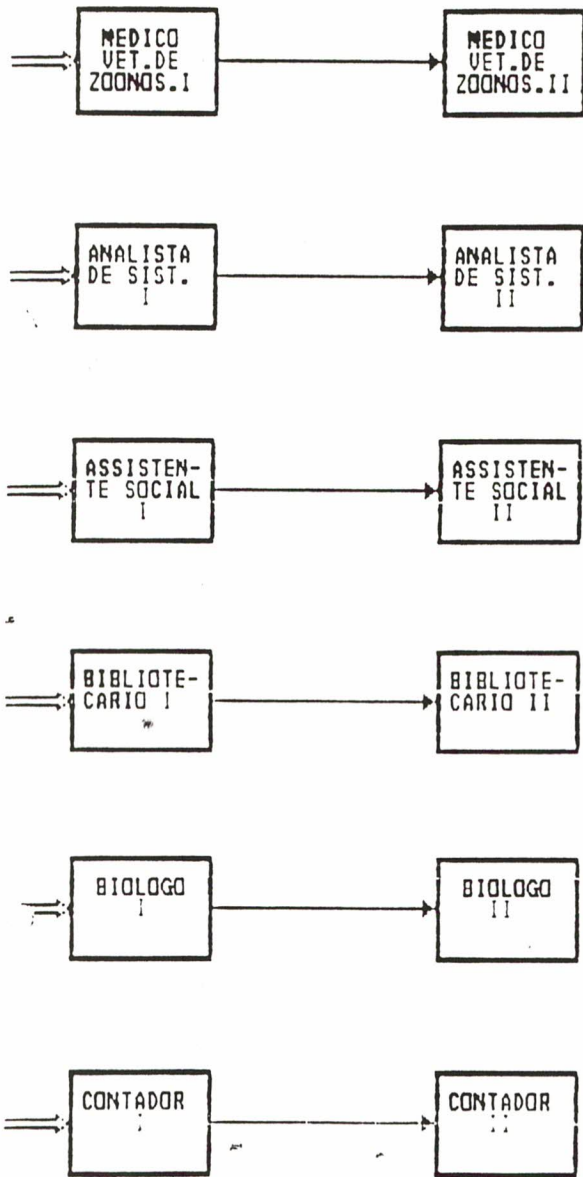 MEDICO
VET.DE
ZOONOS.I
MEDICO
VET.DE
ZOONOS.II
ANALISTA
DE SIST.
I
ANALISTA
DE SIST.
II
ASSISTEN-
TE SOCIAL
I
ASSISTEN-
TE SOCIAL
II
BIBLIOTE-
CARIO I
BIBLIOTE-
CARIO II
BIOLOGO
I
BIOLOGO
II
CONTADOR
I
CONTADOR
II